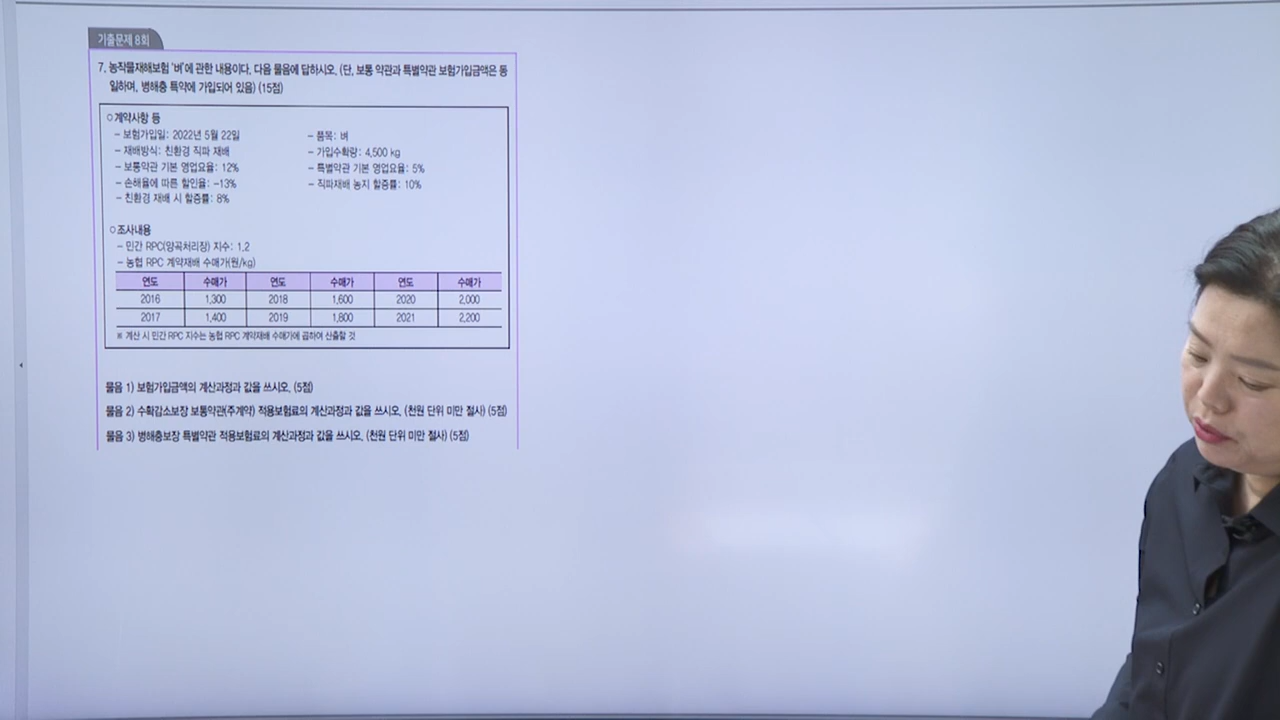 기출문제 8회
7. 농작물재해보험 '벼'에 관한 내용이다. 다음 물음에 답하시오. (단, 보통 약관과 특별약관 보험가입금액은 동
일하며, 병해충 특약에 가입되어 있음) (15점)
○계약사항 등
– 보험가입일: 2022년 5월 22일 – 품목: 벼
– 재배방식: 친환경 직파 재배 – 가입수확량: 4,500 kg
– 보통약관 기본 영업요율: 12% – 특별약관 기본 영업요율: 5%
– 손해율에 따른 할인율: –13% – 직파재배 농지 할증률: 10%
– 친환경 재배 시 할증률: 8%
○조사내용
– 민간 RPC(양곡처리장) 지수: 1.2
– 농협 RPC 계약재배 수매가(원/kg)
연도 수매가 연도 수매가 연도 수매가
2016 1,300 2018 1,600 2020 2,000
2017 1,400 2019 1,800 2021 2,200
※ 계산 시 민간 RPC 지수는 농협 RPC 계약재배 수매가에 곱하여 산출할 것
물음 1) 보험가입금액의 계산과정과 값을 쓰시오. (5점)
물음 2) 수확감소보장 보통약관(주계약) 적용보험료의 계산과정과 값을 쓰시오. (천원 단위 미만 절사) (5점)
물음 3) 병해충보장 특별약관 적용보험료의 계산과정과 값을 쓰시오. (천원 단위 미만 절사) (5점)